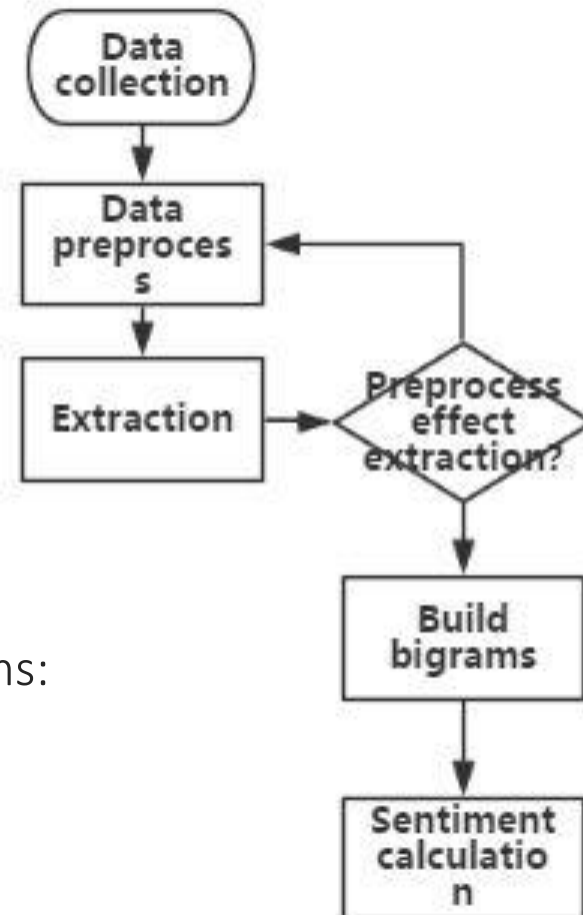 Data
collection
Data
preproces
s
Extraction
Preprocess
effect
extraction?
Build
bigrams
ns:
Sentiment
calculatio
n